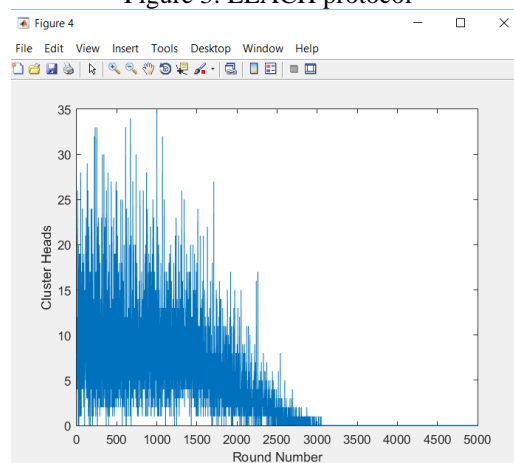 Figure 3: LEACH protocol
Figure 4
File Edit View Insert Tools Desktop Window Help
35
30
25
20
15
10
5
0
Cluster Heads
0 500 1000 1500 2000 2500 3000 3500 4000 4500 5000
Round Number